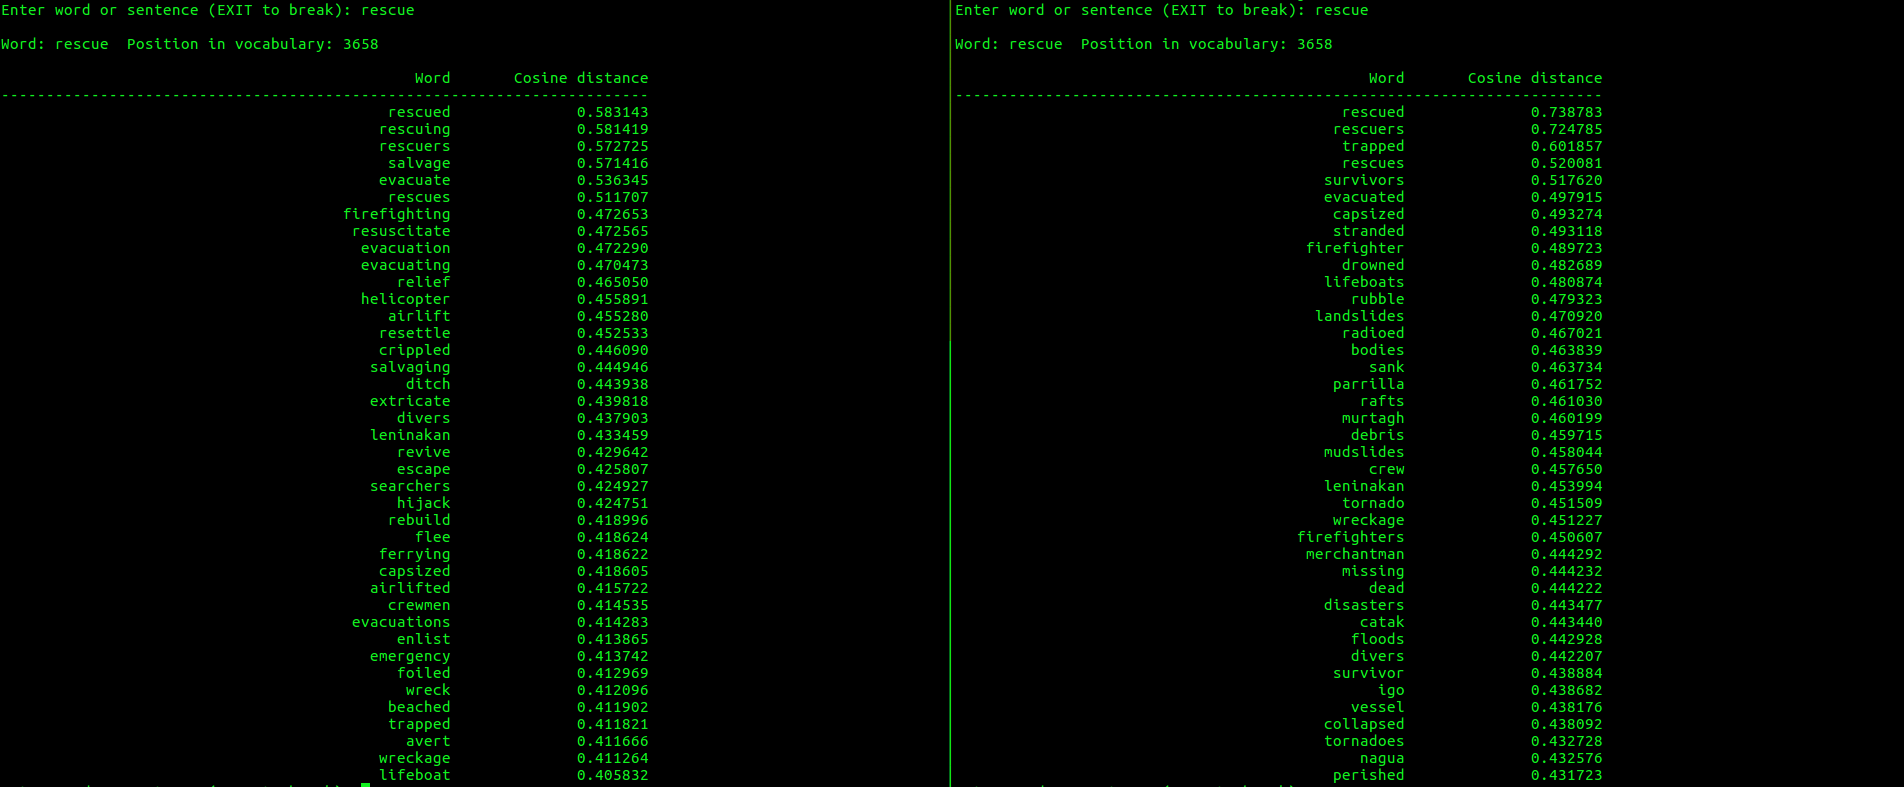 Enter word or sentence (EXIT to break): rescue
Word: rescue  Position in vocabulary: 3658
Word       Cosine distance
------------------------------------------------------------------------
rescued              0.583143
rescuing              0.581419
rescuers              0.572725
salvage              0.571416
evacuate              0.536345
rescues              0.511707
firefighting              0.472653
resuscitate              0.472565
evacuation              0.472290
evacuating              0.470473
relief              0.465050
helicopter              0.455891
airlift              0.455280
resettle              0.452533
crippled              0.446090
salvaging              0.444946
ditch              0.443938
extricate              0.439818
divers              0.437903
leninakan              0.433459
revive              0.429642
escape              0.425807
searchers              0.424927
hijack              0.424751
rebuild              0.418996
flee              0.418624
ferrying              0.418622
capsized              0.418605
airlifted              0.415722
crewmen              0.414535
evacuations              0.414283
enlist              0.413865
emergency              0.413742
foiled              0.412969
wreck              0.412096
beached              0.411902
trapped              0.411821
avert              0.411666
wreckage              0.411264
lifeboat              0.405832
Enter word or sentence (EXIT to break): rescue
Word: rescue  Position in vocabulary: 3658
Word       Cosine distance
------------------------------------------------------------------------
rescued              0.738783
rescuers              0.724785
trapped              0.601857
rescues              0.520081
survivors              0.517620
evacuated              0.497915
capsized              0.493274
stranded              0.493118
firefighter              0.489723
drowned              0.482689
lifeboats              0.480874
rubble              0.479323
landslides              0.470920
radioed              0.467021
bodies              0.463839
sank              0.463734
parrilla              0.461752
rafts              0.461030
murtagh              0.460199
debris              0.459715
mudslides              0.458044
crew              0.457650
leninakan              0.453994
tornado              0.451509
wreckage              0.451227
firefighters              0.450607
merchantman              0.444292
missing              0.444232
dead              0.444222
disasters              0.443477
catak              0.443440
floods              0.442928
divers              0.442207
survivor              0.438884
igo              0.438682
vessel              0.438176
collapsed              0.438092
tornadoes              0.432728
nagua              0.432576
perished              0.431723